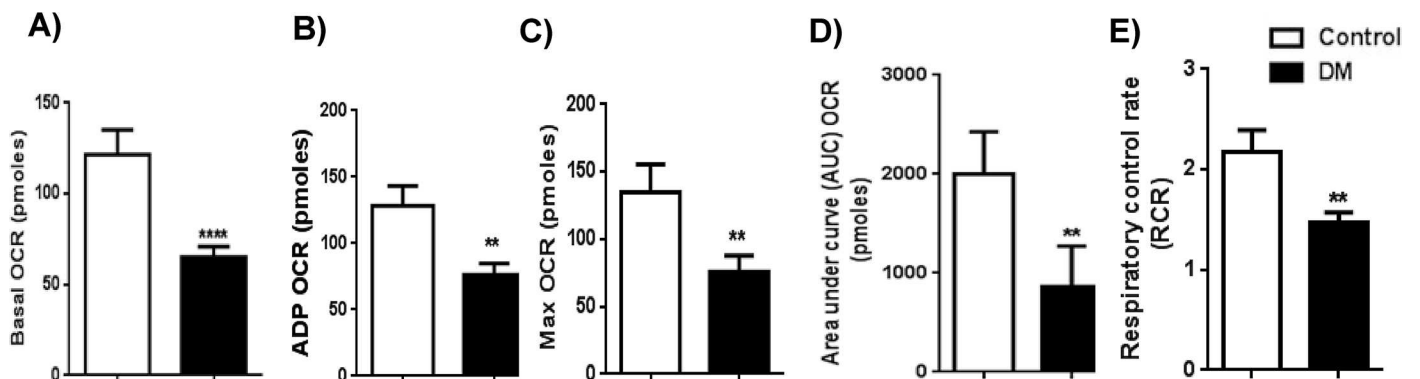 A)
Basal OCR (pmoles)
150
100
50
0
****
B)
ADP OCR (pmoles)
200
150
100
50
0
**
C)
Max OCR (pmoles)
200
150
100
50
0
**
D)
Area under curve (AUC) OCR
(pmoles)
3000
2000
1000
0
**
E)
Respiratory control rate
(RCR)
3
2
1
0
**
Control
DM